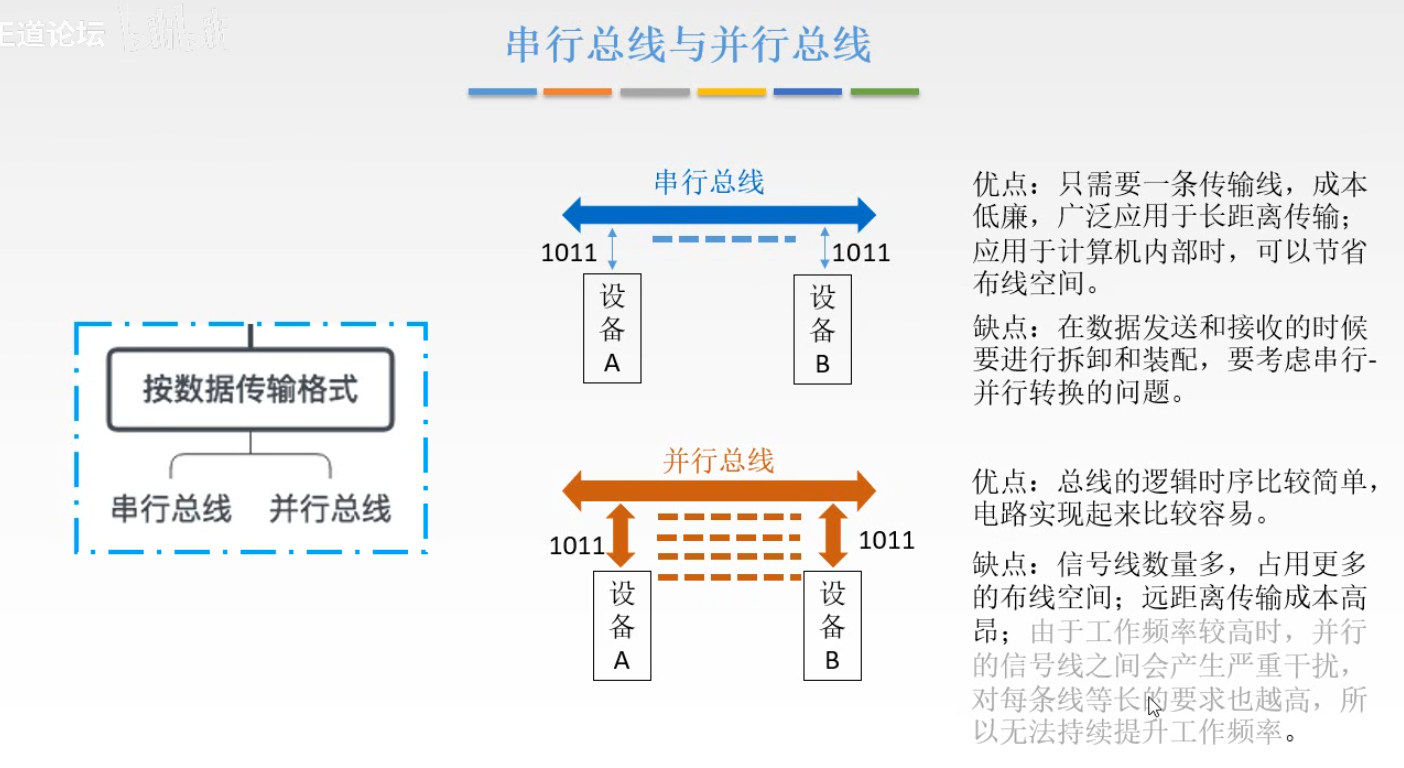 王道论坛
串行总线与并行总线
按数据传输格式
串行总线 并行总线
串行总线
1011
1011
设
备
A
设
备
B
优点：只需要一条传输线，成本
低廉，广泛应用于长距离传输；
应用于计算机内部时，可以节省
布线空间。
缺点：在数据发送和接收的时候
要进行拆卸和装配，要考虑串行-
并行转换的问题。
并行总线
1011
1011
设
备
A
设
备
B
优点：总线的逻辑时序比较简单，
电路实现起来比较容易。
缺点：信号线数量多，占用更多
的布线空间；远距离传输成本高
昂；由于工作频率较高时，并行
的信号线之间会产生严重干扰，
对每条线等长的要求也越高，所
以无法持续提升工作频率。